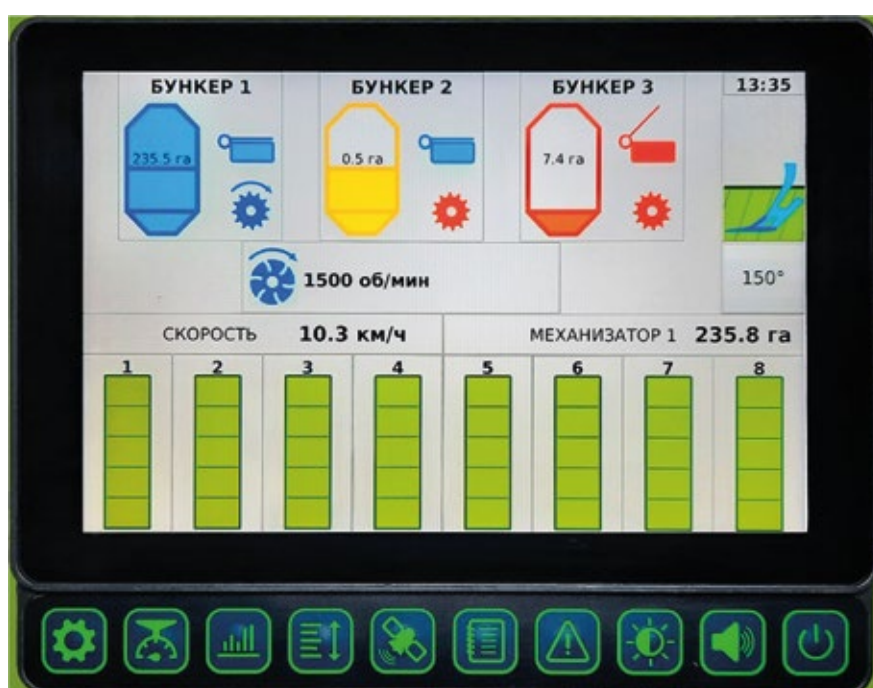 БУНКЕР 1 БУНКЕР 2 БУНКЕР 3 13:35
235.5 га 0.5 га 7.4 га
1500 об/мин 150°
СКОРОСТЬ 10.3 км/ч МЕХАНИЗАТОР 1 235.8 га
1 2 3 4 5 6 7 8